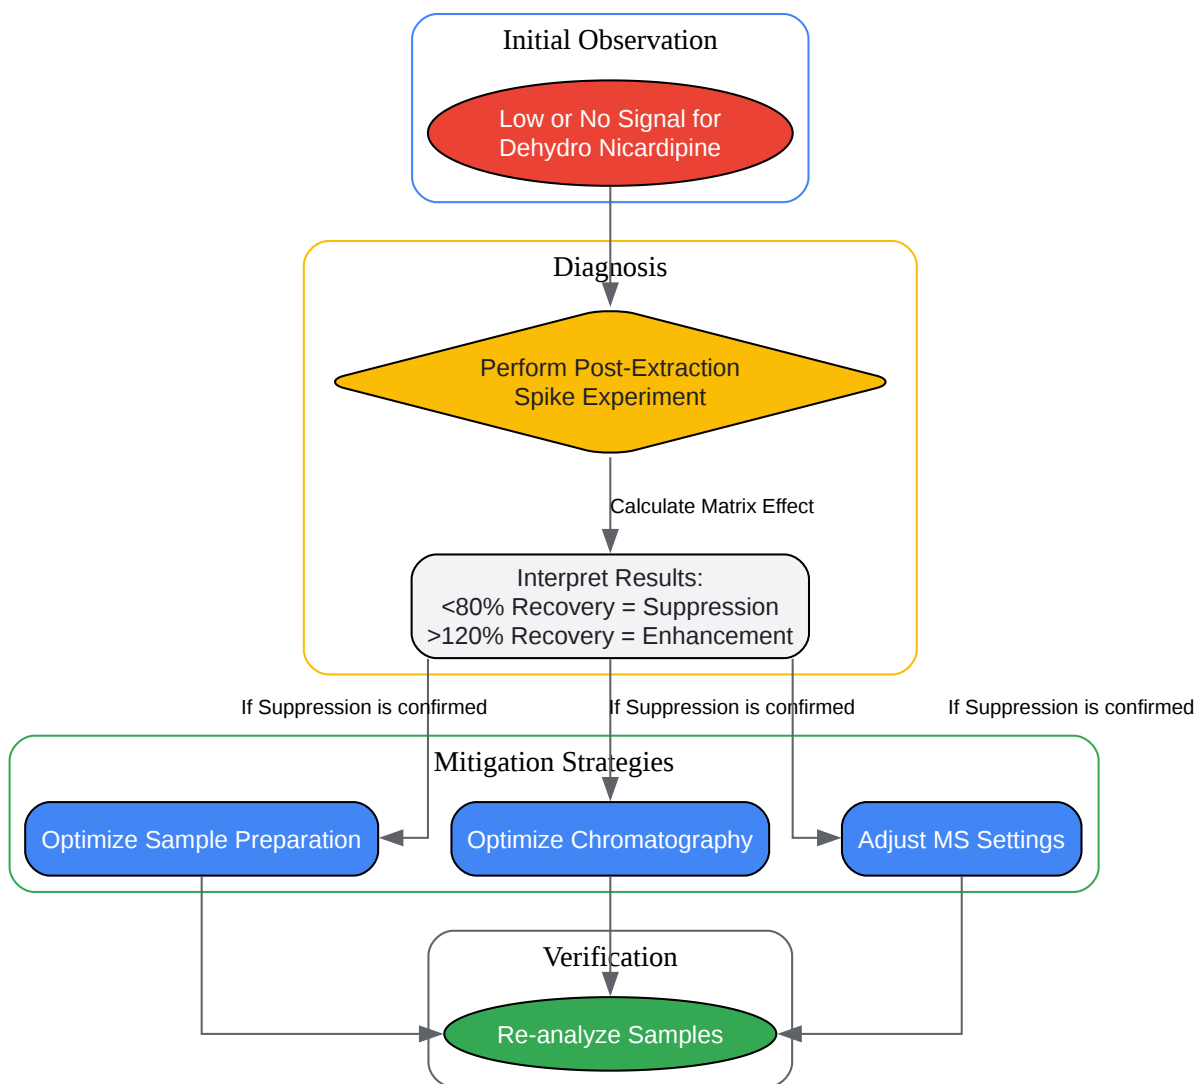 Initial Observation
Low or No Signal for
Dehydro Nicardipine
Diagnosis
Perform Post-Extraction
Spike Experiment
Calculate Matrix Effect
Interpret Results:
<80% Recovery = Suppression
>120% Recovery = Enhancement
If Suppression is confirmed
If Suppression is confirmed
If Suppression is confirmed
Mitigation Strategies
Optimize Sample Preparation
Optimize Chromatography
Adjust MS Settings
Verification
Re-analyze Samples